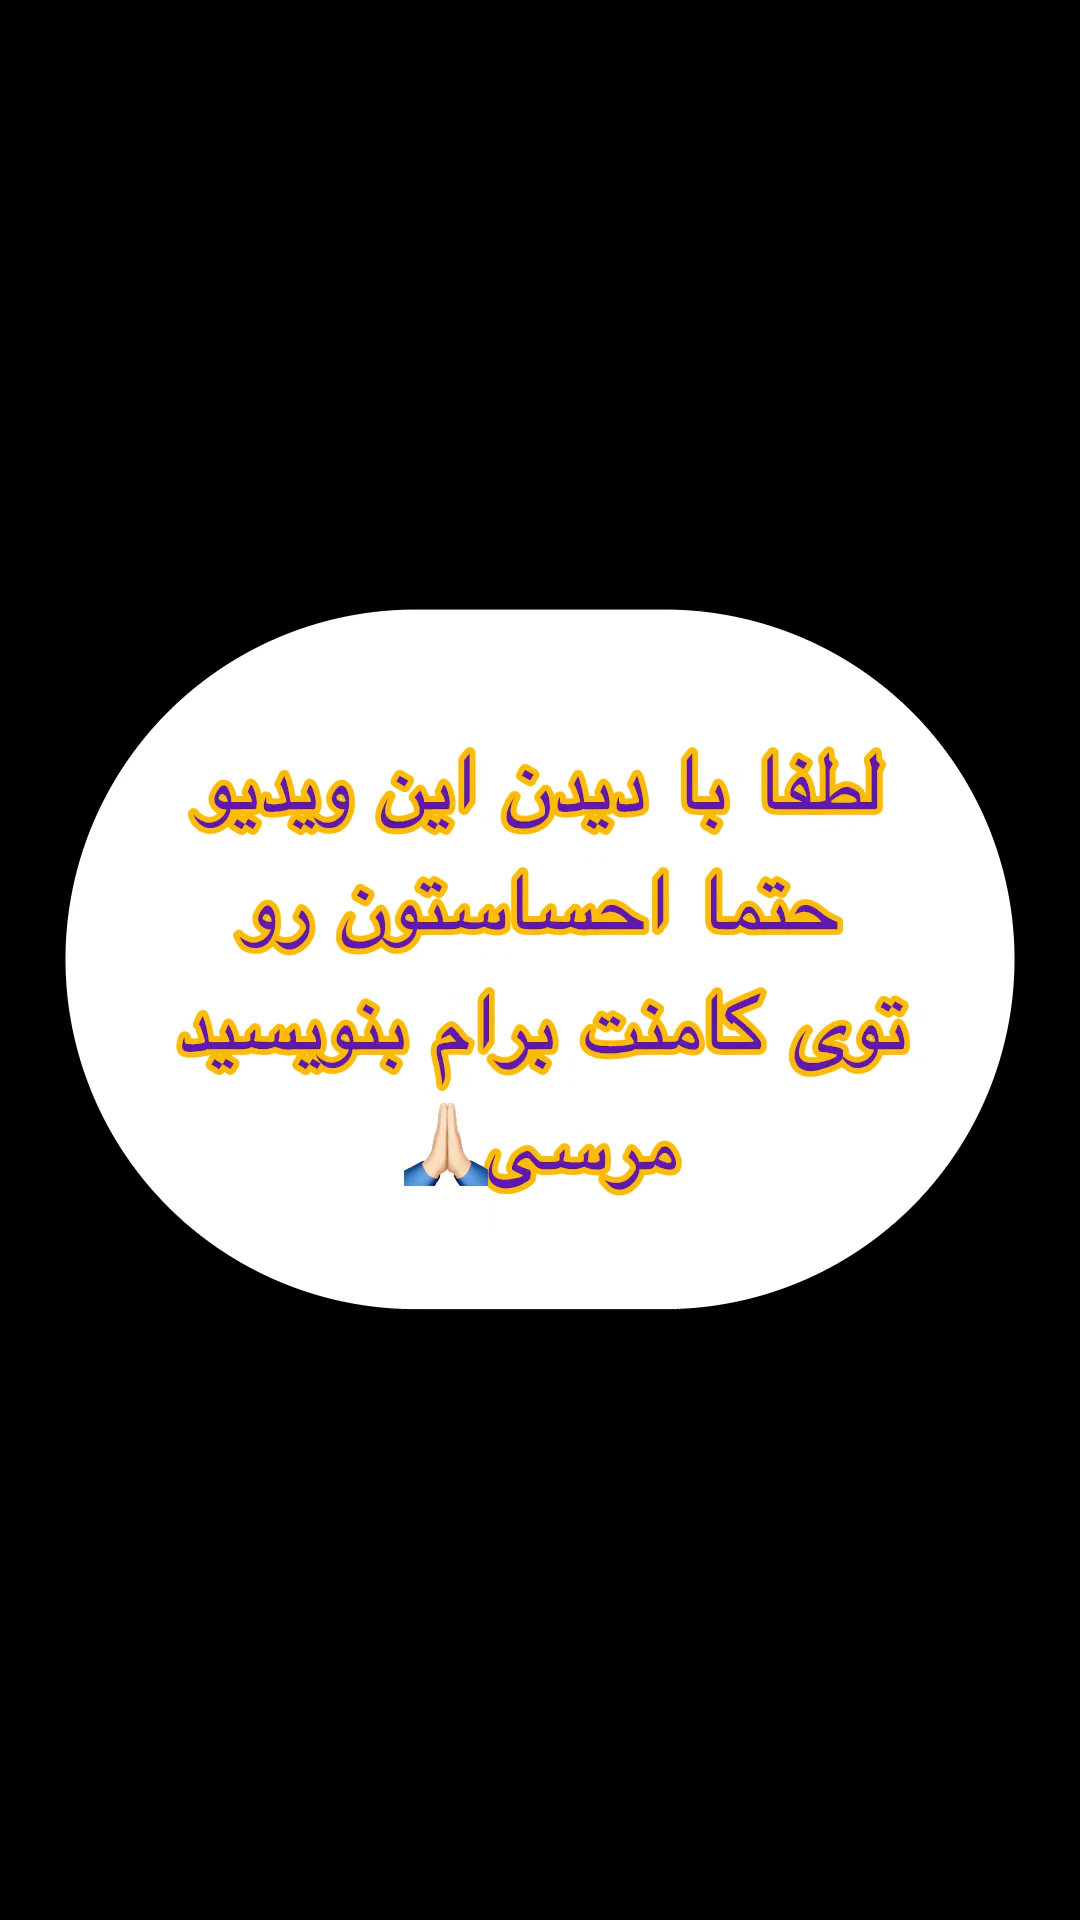 لطفا با دیدن این ویدیو
حتما احساستون رو
توی کامنت برام بنویسید
مرسی🙏🏻